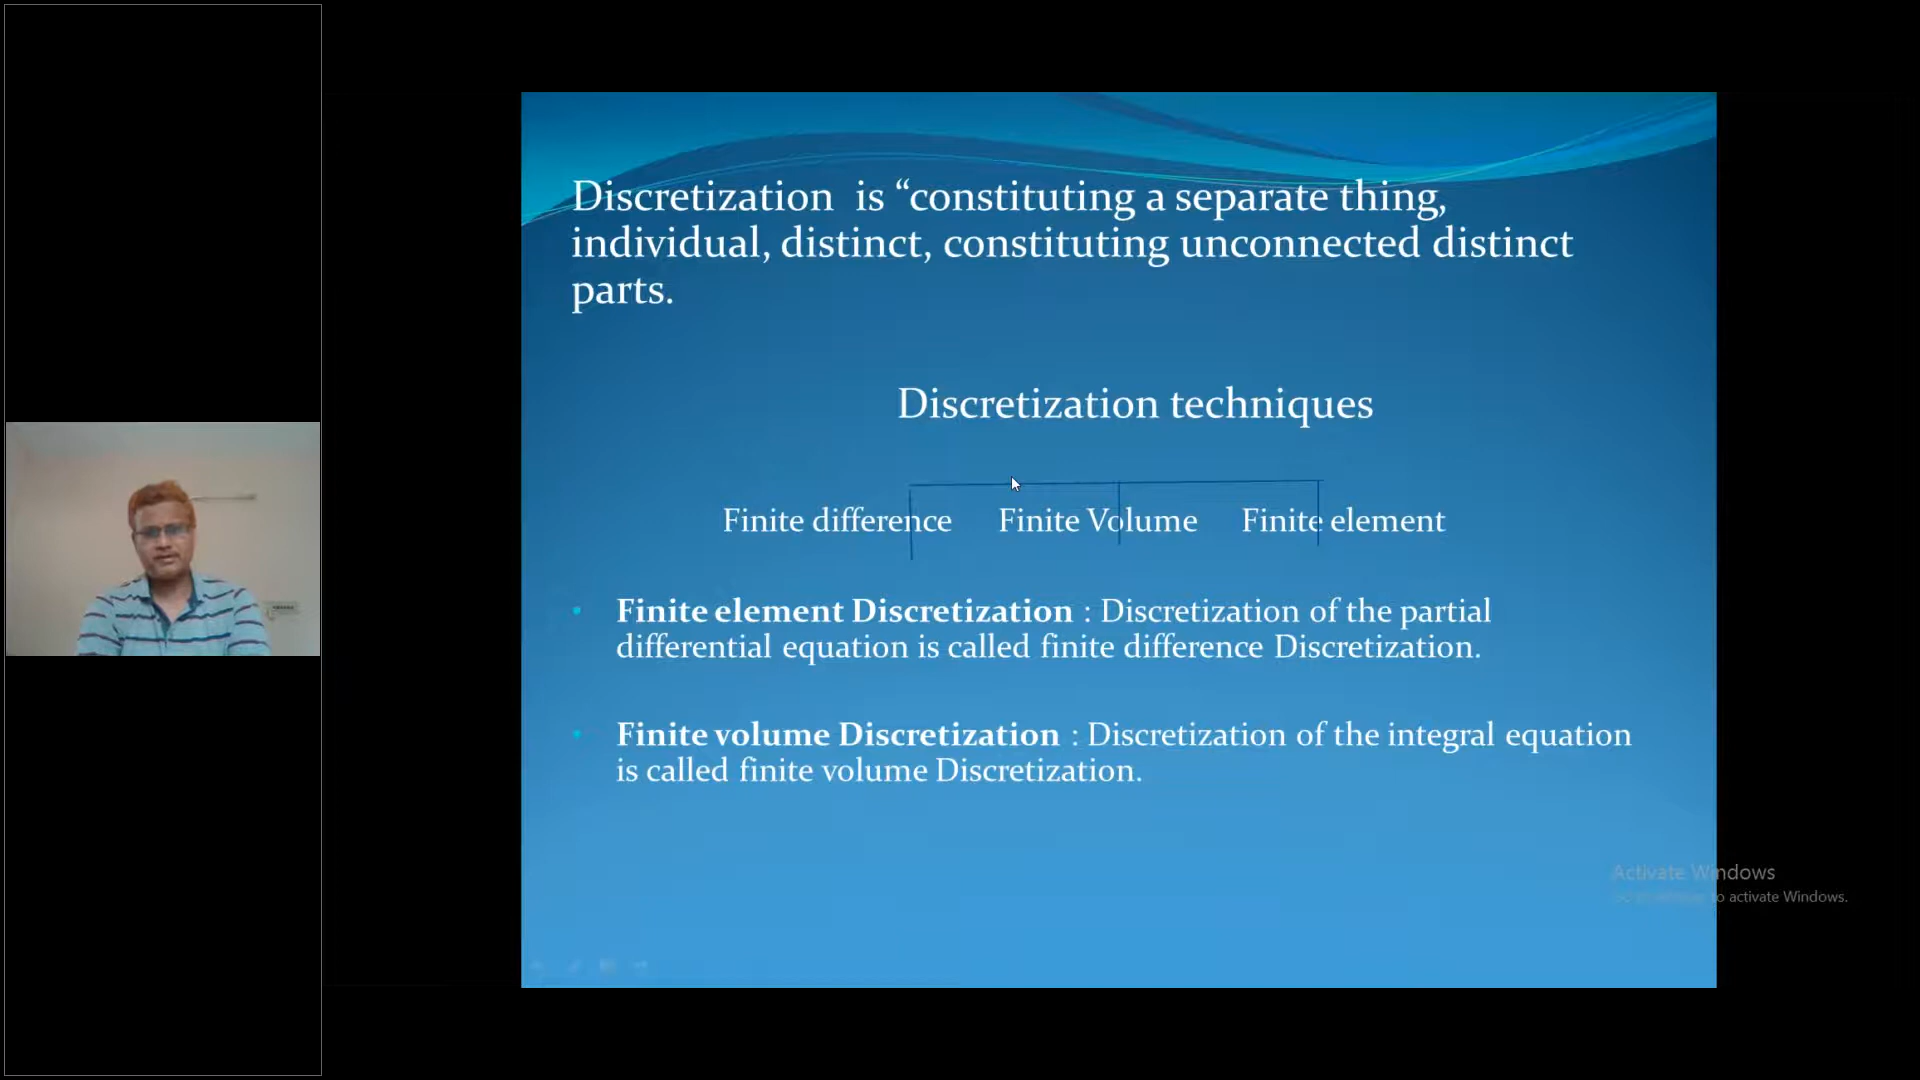 Discretization is “constituting a separate thing,
individual, distinct, constituting unconnected distinct
parts.
Discretization techniques
Finite difference Finite Volume Finite element
• Finite element Discretization : Discretization of the partial
differential equation is called finite difference Discretization.
• Finite volume Discretization : Discretization of the integral equation
is called finite volume Discretization.
Activate Windows
to activate Windows.